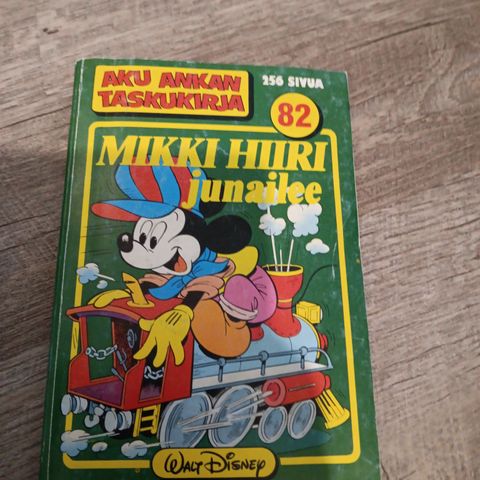 AKU ANKAN
TASKUKIRJA
256 SIVUA
82
MIKKI HIIRI
junailee
WALT DISNEY